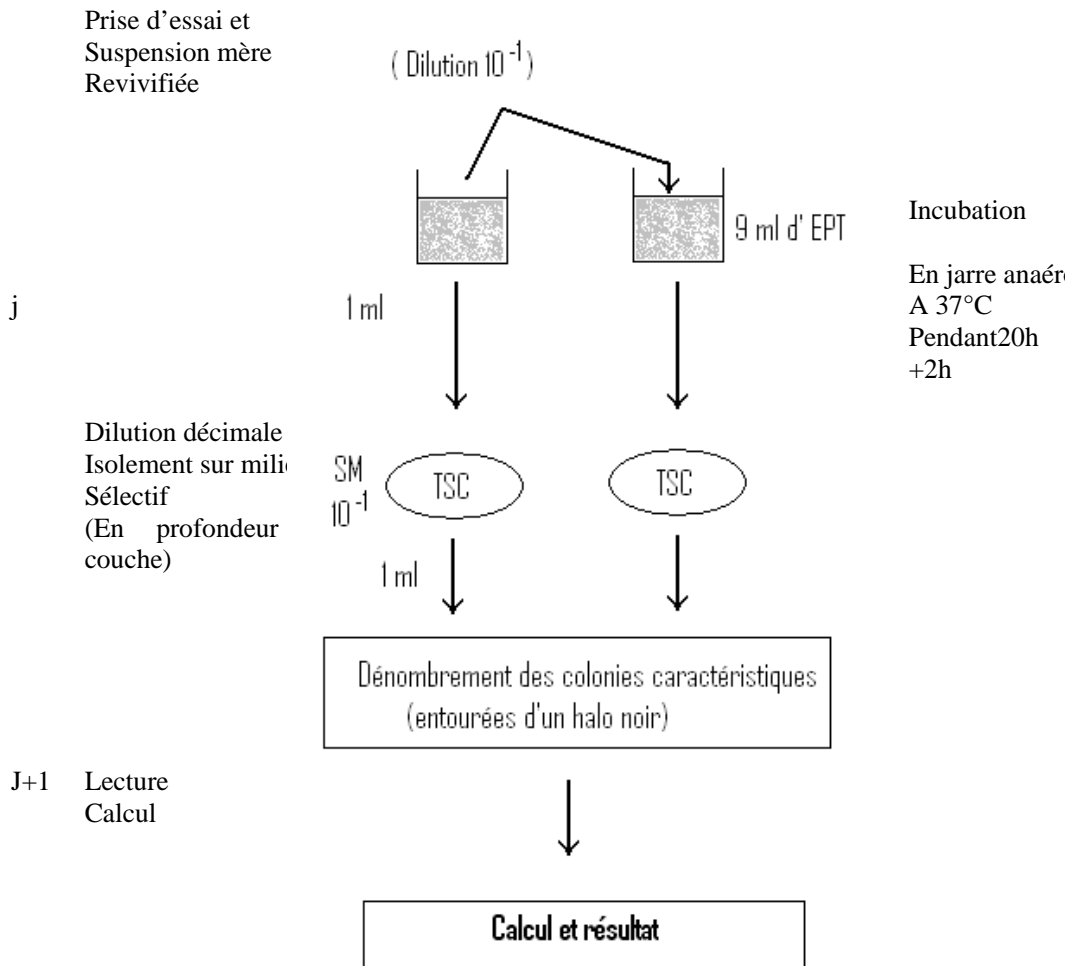 Prise d'essai et
Suspension mère
Revivifiée
( Dilution 10⁻¹ )
9 ml d' EPT
Incubation
En jarre
A 37°C
Pendant20h
+2h
j
1 ml
Dilution décimale
Isolement sur
Sélectif
(En profondeur
couche)
SM
10⁻¹
TSC
TSC
1 ml
Dénombrement des colonies caractéristiques
(entourées d'un halo noir)
J+1 Lecture
Calcul
Calcul et résultat